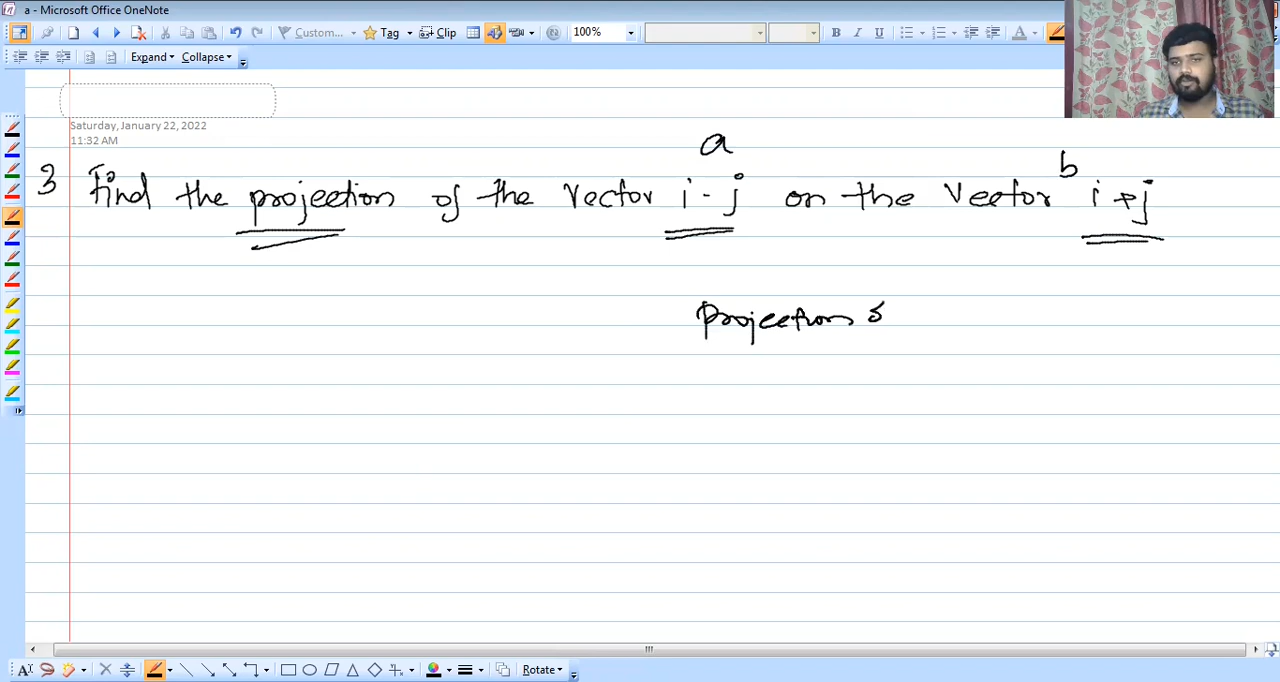 a - Microsoft Office OneNote
Custom... Tag Clip 100% B I U A
Expand Collapse
Saturday, January 22, 2022
11:32 AM
a
b
3 Find the projection of the vector i - j on the vector i + j
Projection
A Rotate